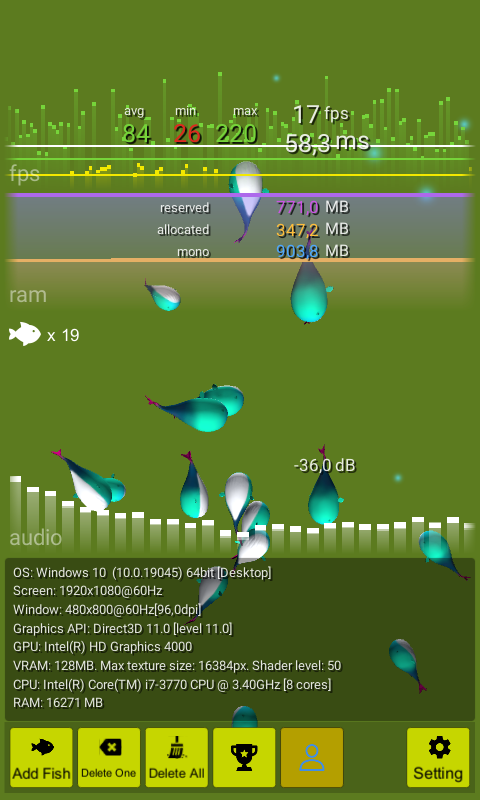 avg min max
84 26 220
17 fps
58,3 ms
fps
reserved 771,0 MB
allocated 347,2 MB
mono 903,8 MB
ram
x 19
-36,0 dB
audio
OS: Windows 10 (10.0.19045) 64bit [Desktop]
Screen: 1920x1080@60Hz
Window: 480x800@60Hz[96,0dpi]
Graphics API: Direct3D 11.0 [level 11.0]
GPU: Intel(R) HD Graphics 4000
VRAM: 128MB. Max texture size: 16384px. Shader level: 50
CPU: Intel(R) Core(TM) i7-3770 CPU @ 3.40GHz [8 cores]
RAM: 16271 MB
Add Fish Delete One Delete All Setting